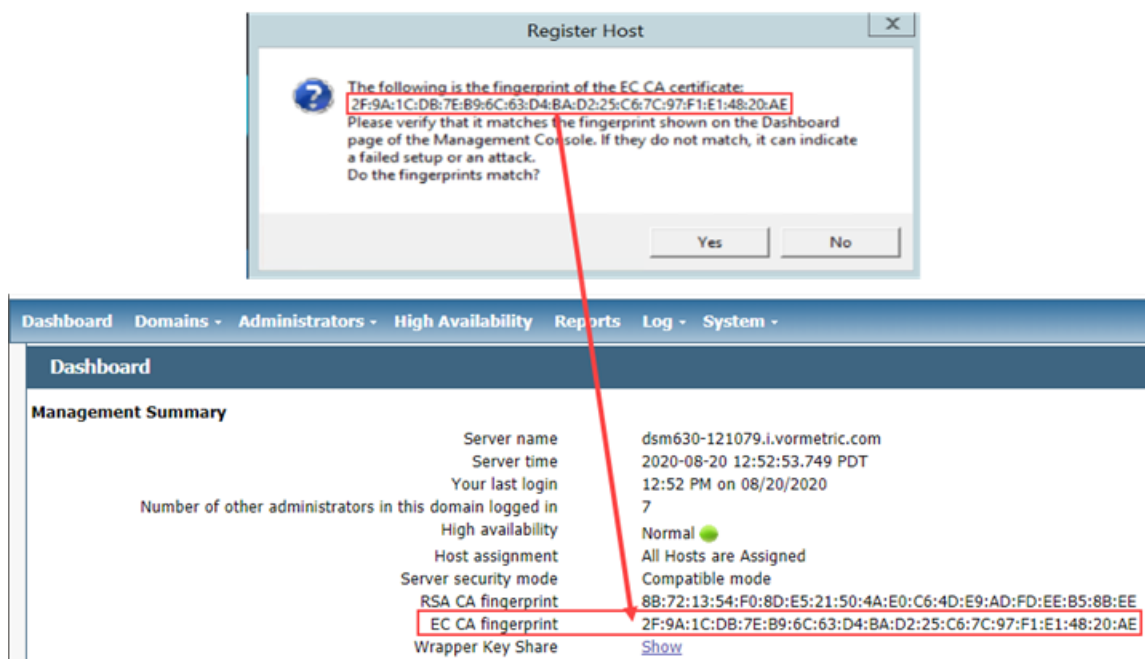 Register Host
X
The following is the fingerprint of the EC CA certificate:
2F:9A:1C:DB:7E:B9:6C:63:D4:BA:D2:25:C6:7C:97:F1:E1:48:20:AE
Please verify that it matches the fingerprint shown on the Dashboard
page of the Management Console. If they do not match, it can indicate
a failed setup or an attack.
Do the fingerprints match?
Yes No
Dashboard Domains Administrators High Availability Reports Log System
Dashboard
Management Summary
Server name dsm630-121079.i.vormetric.com
Server time 2020-08-20 12:52:53.749 PDT
Your last login 12:52 PM on 08/20/2020
Number of other administrators in this domain logged in 7
High availability Normal
Host assignment All Hosts are Assigned
Server security mode Compatible mode
RSA CA fingerprint 8B:72:13:54:F0:8D:E5:21:50:4A:E0:C6:4D:E9:AD:FD:EE:B5:8B:EE
EC CA fingerprint 2F:9A:1C:DB:7E:B9:6C:63:D4:BA:D2:25:C6:7C:97:F1:E1:48:20:AE
Wrapper Key Share Show